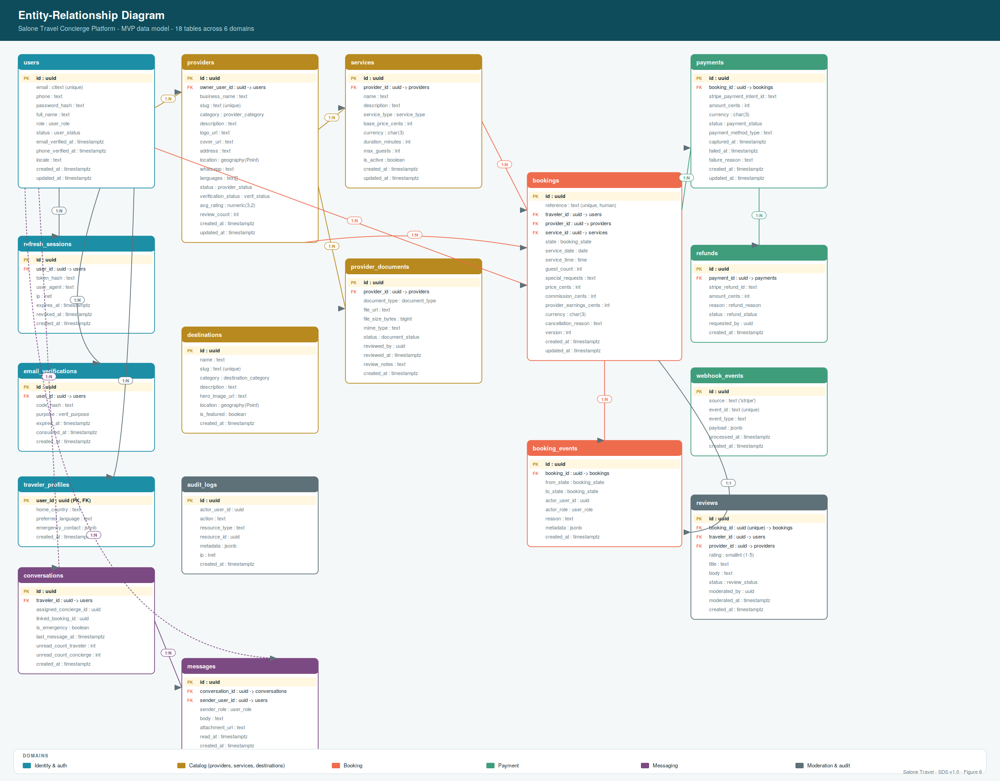 Entity-Relationship Diagram
Salone Travel Concierge Platform - MVP data model - 18 tables across 6 domains
users
PK id : uuid
email : citext (unique)
phone : text
password_hash : text
full_name : text
role : user_role
status : user_status
email_verified_at : timestamptz
phone_verified_at : timestamptz
locale : text
created_at : timestamptz
updated_at : timestamptz
1:N
providers
PK id : uuid
FK owner_user_id : uuid -> users
business_name : text
slug : text (unique)
category : provider_category
description : text
logo_url : text
cover_url : text
address : text
location : geography(Point)
whatsapp : text
languages : text[]
status : provider_status
verification_status : verif_status
avg_rating : numeric(3,2)
review_count : int
created_at : timestamptz
updated_at : timestamptz
1:N
services
PK id : uuid
FK provider_id : uuid -> providers
name : text
description : text
service_type : service_type
base_price_cents : int
currency : char(3)
duration_minutes : int
max_guests : int
is_active : boolean
created_at : timestamptz
updated_at : timestamptz
1:N
1:N
1:N
1:N
bookings
PK id : uuid
reference : text (unique, human)
FK traveler_id : uuid -> users
FK provider_id : uuid -> providers
FK service_id : uuid -> services
state : booking_state
service_date : date
service_time : time
guest_count : int
special_requests : text
price_cents : int
commission_cents : int
provider_earnings_cents : int
currency : char(3)
cancellation_reason : text
version : int
created_at : timestamptz
updated_at : timestamptz
1:N
payments
PK id : uuid
FK booking_id : uuid -> bookings
stripe_payment_intent_id : text
amount_cents : int
currency : char(3)
status : payment_status
payment_method_type : text
captured_at : timestamptz
failed_at : timestamptz
failure_reason : text
created_at : timestamptz
updated_at : timestamptz
1:N
1:N
refresh_sessions
PK id : uuid
FK user_id : uuid -> users
token_hash : text
user_agent : text
ip : inet
1:N
expires_at : timestamptz
revoked_at : timestamptz
created_at : timestamptz
provider_documents
PK id : uuid
FK provider_id : uuid -> providers
document_type : document_type
file_url : text
file_size_bytes : bigint
mime_type : text
status : document_status
reviewed_by : uuid
reviewed_at : timestamptz
review_notes : text
created_at : timestamptz
refunds
PK id : uuid
FK payment_id : uuid -> payments
stripe_refund_id : text
amount_cents : int
reason : refund_reason
status : refund_status
requested_by : uuid
created_at : timestamptz
destinations
PK id : uuid
name : text
slug : text (unique)
category : destination_category
description : text
hero_image_url : text
location : geography(Point)
is_featured : boolean
created_at : timestamptz
email_verifications
1:N
1:N
PK id : uuid
FK user_id : uuid -> users
code_hash : text
purpose : verif_purpose
expires_at : timestamptz
consumed_at : timestamptz
created_at : timestamptz
webhook_events
PK id : uuid
source : text ('stripe')
event_id : text (unique)
event_type : text
payload : jsonb
processed_at : timestamptz
created_at : timestamptz
1:N
booking_events
PK id : uuid
FK booking_id : uuid -> bookings
from_state : booking_state
to_state : booking_state
actor_user_id : uuid
actor_role : user_role
reason : text
metadata : jsonb
created_at : timestamptz
1:1
traveler_profiles
PK user_id : uuid (PK, FK)
home_country : text
preferred_language : text
emergency_contact : jsonb
created_at : timestamptz
1:N
audit_logs
PK id : uuid
actor_user_id : uuid
action : text
resource_type : text
resource_id : uuid
metadata : jsonb
ip : inet
created_at : timestamptz
reviews
PK id : uuid
FK booking_id : uuid (unique) -> bookings
FK traveler_id : uuid -> users
FK provider_id : uuid -> providers
rating : smallint (1-5)
title : text
body : text
status : review_status
moderated_by : uuid
moderated_at : timestamptz
created_at : timestamptz
conversations
PK id : uuid
FK traveler_id : uuid -> users
assigned_concierge_id : uuid
linked_booking_id : uuid
is_emergency : boolean
last_message_at : timestamptz
unread_count_traveler : int
unread_count_concierge : int
created_at : timestamptz
1:N
messages
PK id : uuid
FK conversation_id : uuid -> conversations
FK sender_user_id : uuid -> users
sender_role : user_role
body : text
attachment_url : text
read_at : timestamptz
created_at : timestamptz
DOMAINS
Identity & auth
Catalog (providers, services, destinations)
Booking
Payment
Messaging
Moderation & audit
Salone Travel - SDS v1.0 - Figure 6